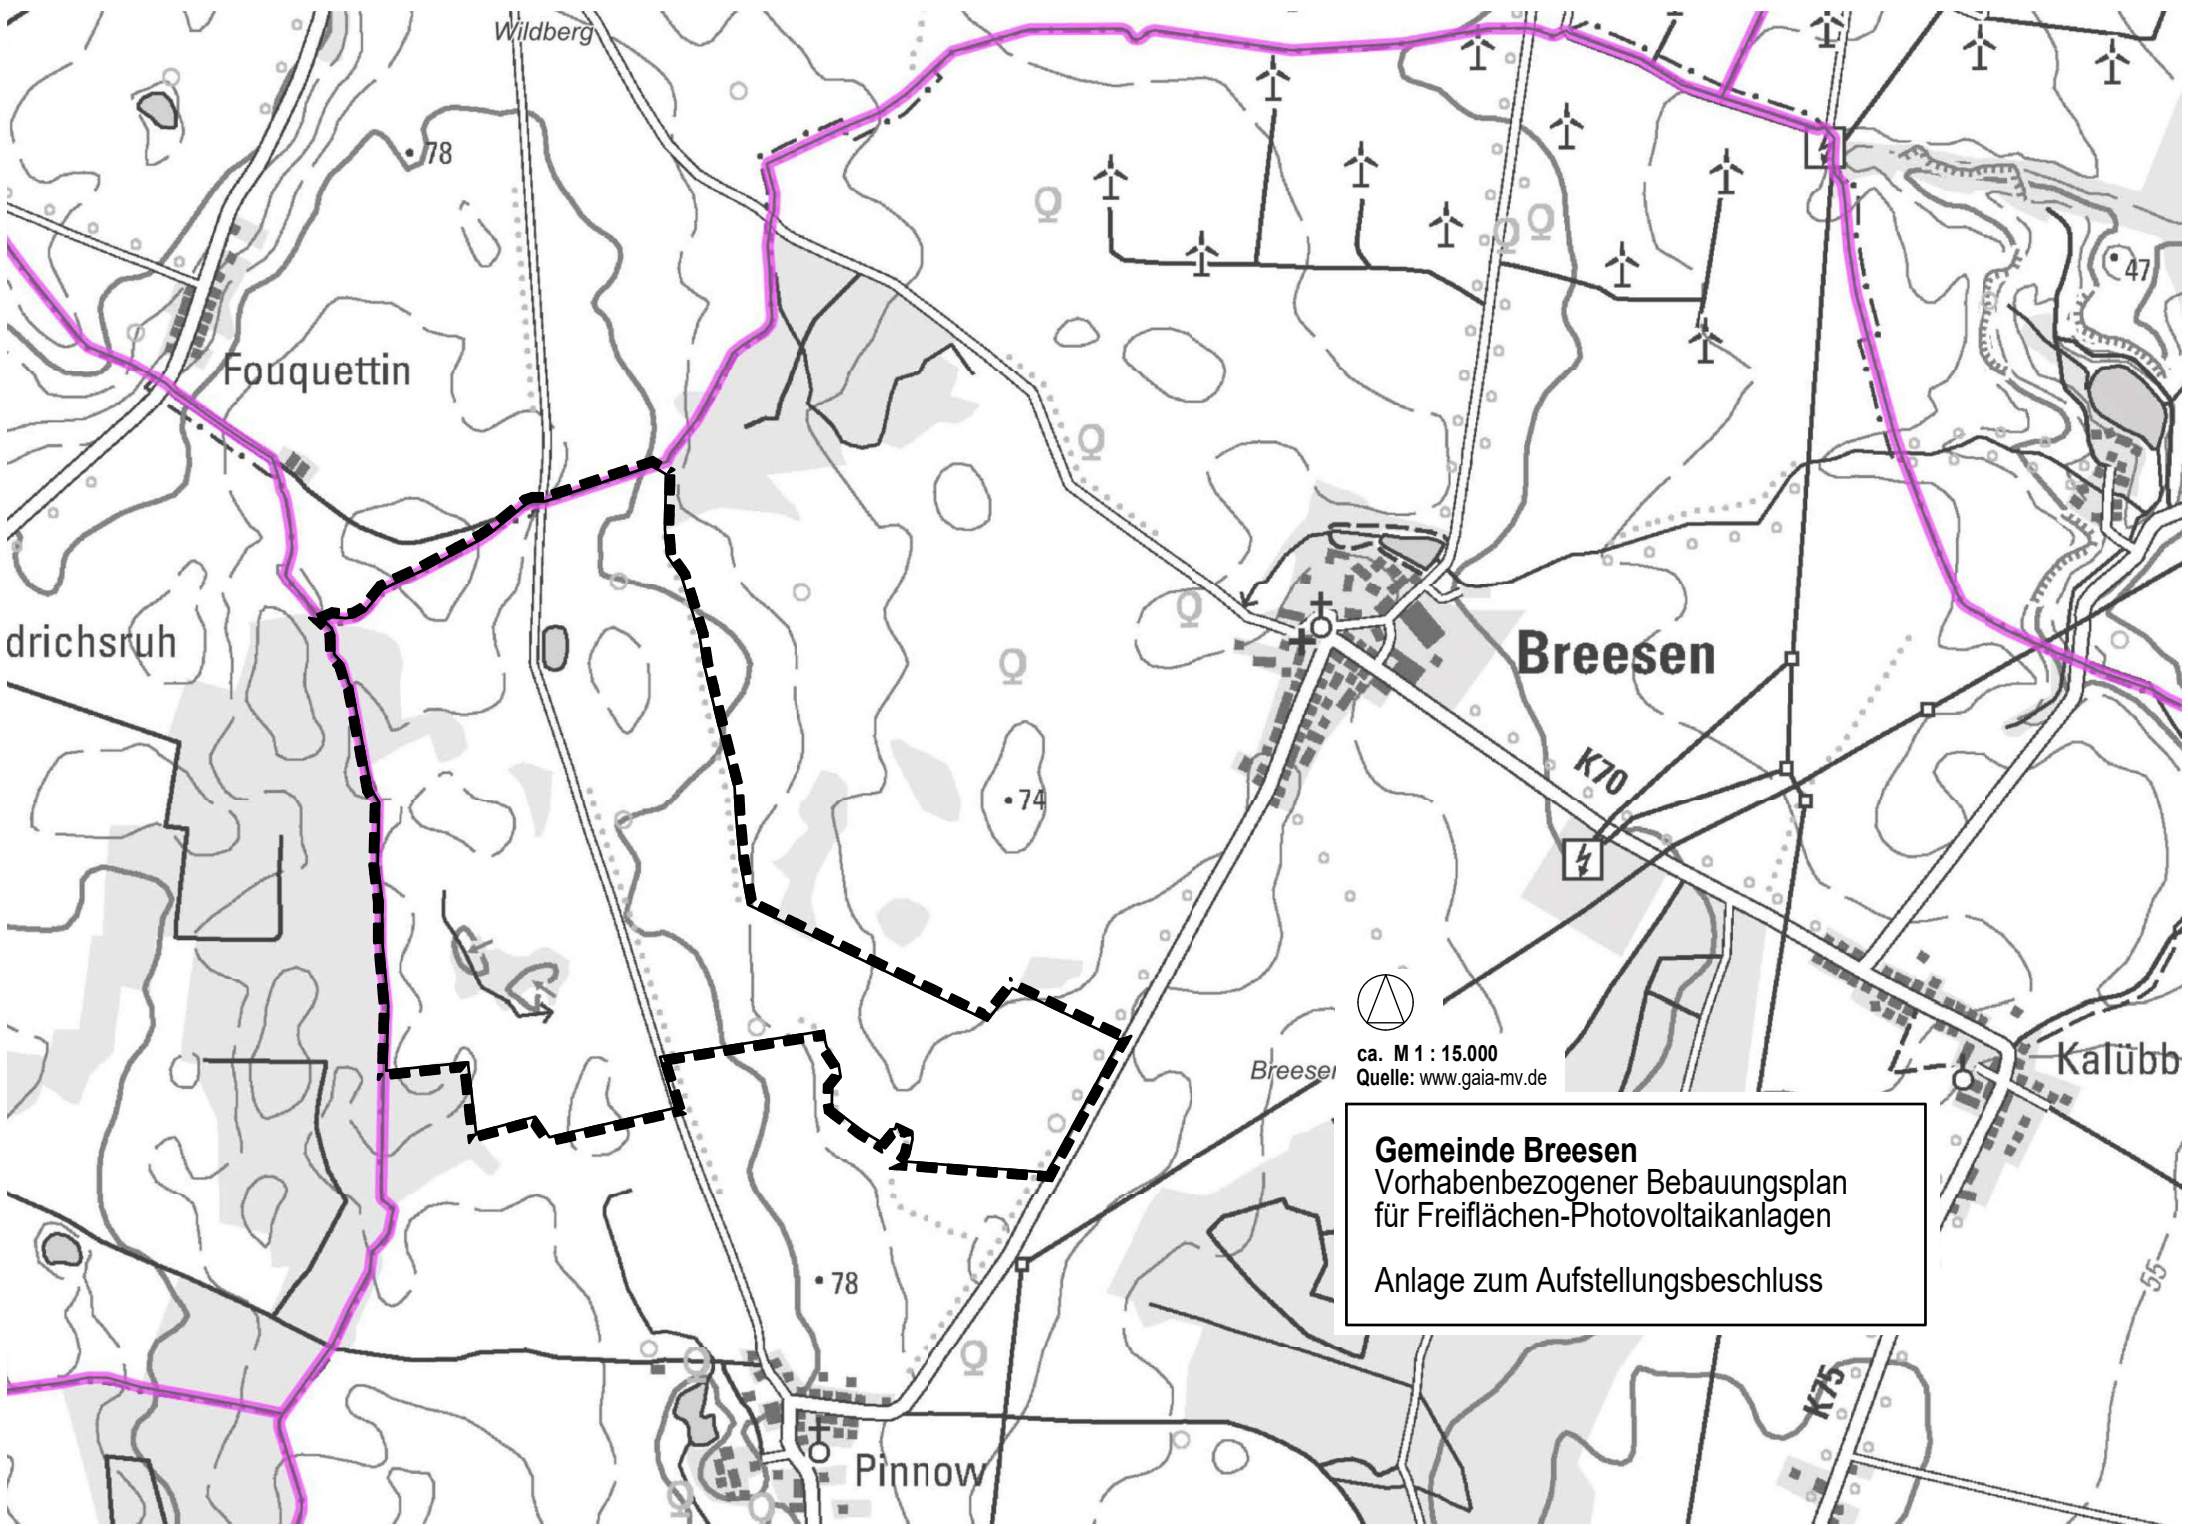 Wildberg
78
47
Fouquettin
drichsruh
Breesen
K70
74
ca. M 1 : 15.000
Quelle: www.gaia-mv.de
Breesen
Kalübb
Gemeinde Breesen
Vorhabenbezogener Bebauungsplan
für Freiflächen-Photovoltaikanlagen
Anlage zum Aufstellungsbeschluss
78
55
K75
Pinnow